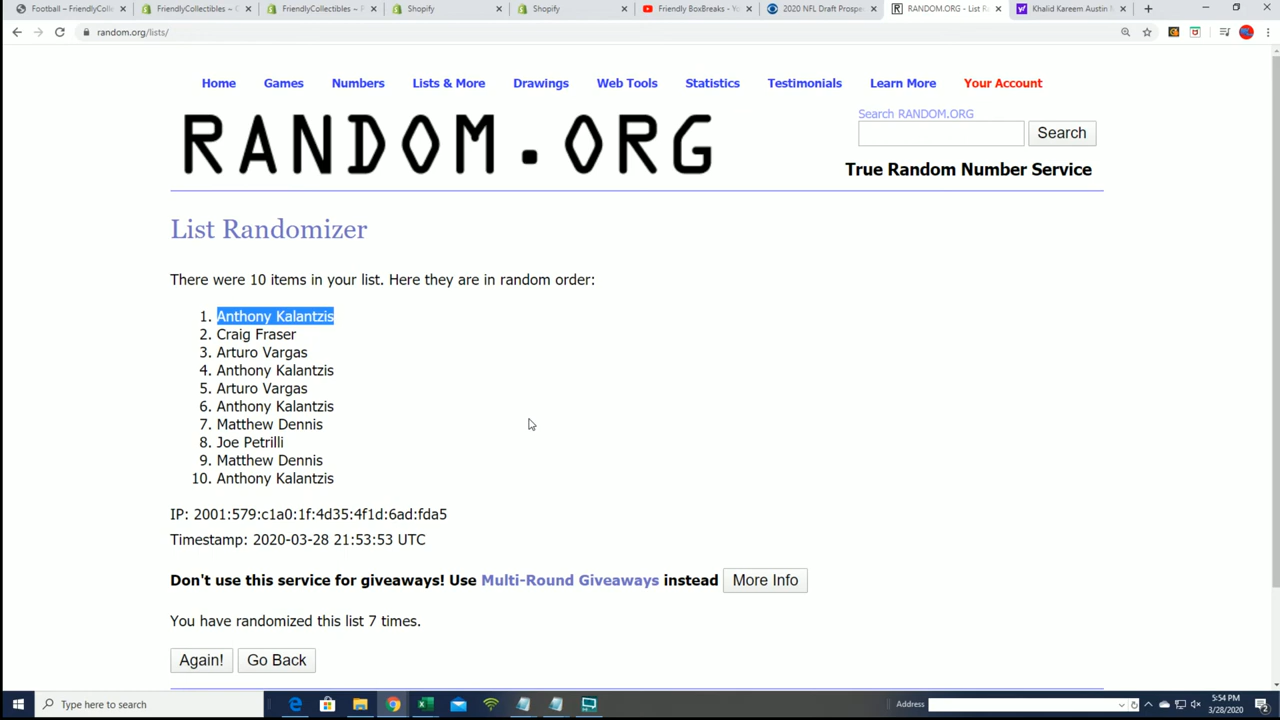 Football – FriendlyColle
FriendlyCollectibles – C
FriendlyCollectibles – F
Shopify
Shopify
Friendly BoxBreaks - Yo
2020 NFL Draft Prospe
RANDOM.ORG - List R
Khalid Kareem Austin
random.org/lists/
Home Games Numbers Lists & More Drawings Web Tools Statistics Testimonials Learn More Your Account
RANDOM.ORG
Search RANDOM.ORG
Search
True Random Number Service
List Randomizer
There were 10 items in your list. Here they are in random order:
1. Anthony Kalantzis
2. Craig Fraser
3. Arturo Vargas
4. Anthony Kalantzis
5. Arturo Vargas
6. Anthony Kalantzis
7. Matthew Dennis
8. Joe Petrilli
9. Matthew Dennis
10. Anthony Kalantzis
IP: 2001:579:c1a0:1f:4d35:4f1d:6ad:fda5
Timestamp: 2020-03-28 21:53:53 UTC
Don't use this service for giveaways! Use Multi-Round Giveaways instead More Info
You have randomized this list 7 times.
Again! Go Back
Type here to search
Address
5:54 PM
3/28/2020